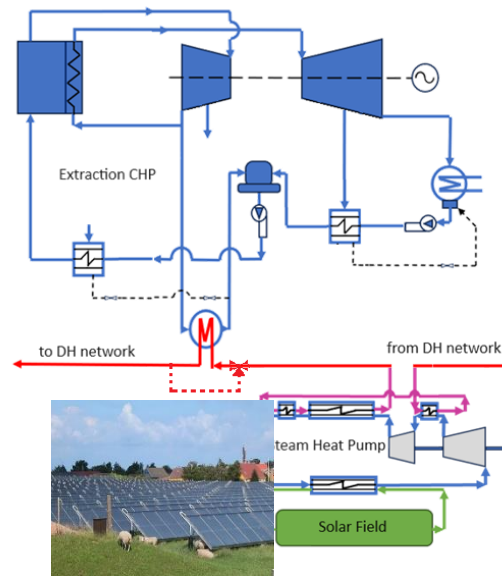 Extraction CHP
to DH network
from DH network
team Heat Pump
Solar Field